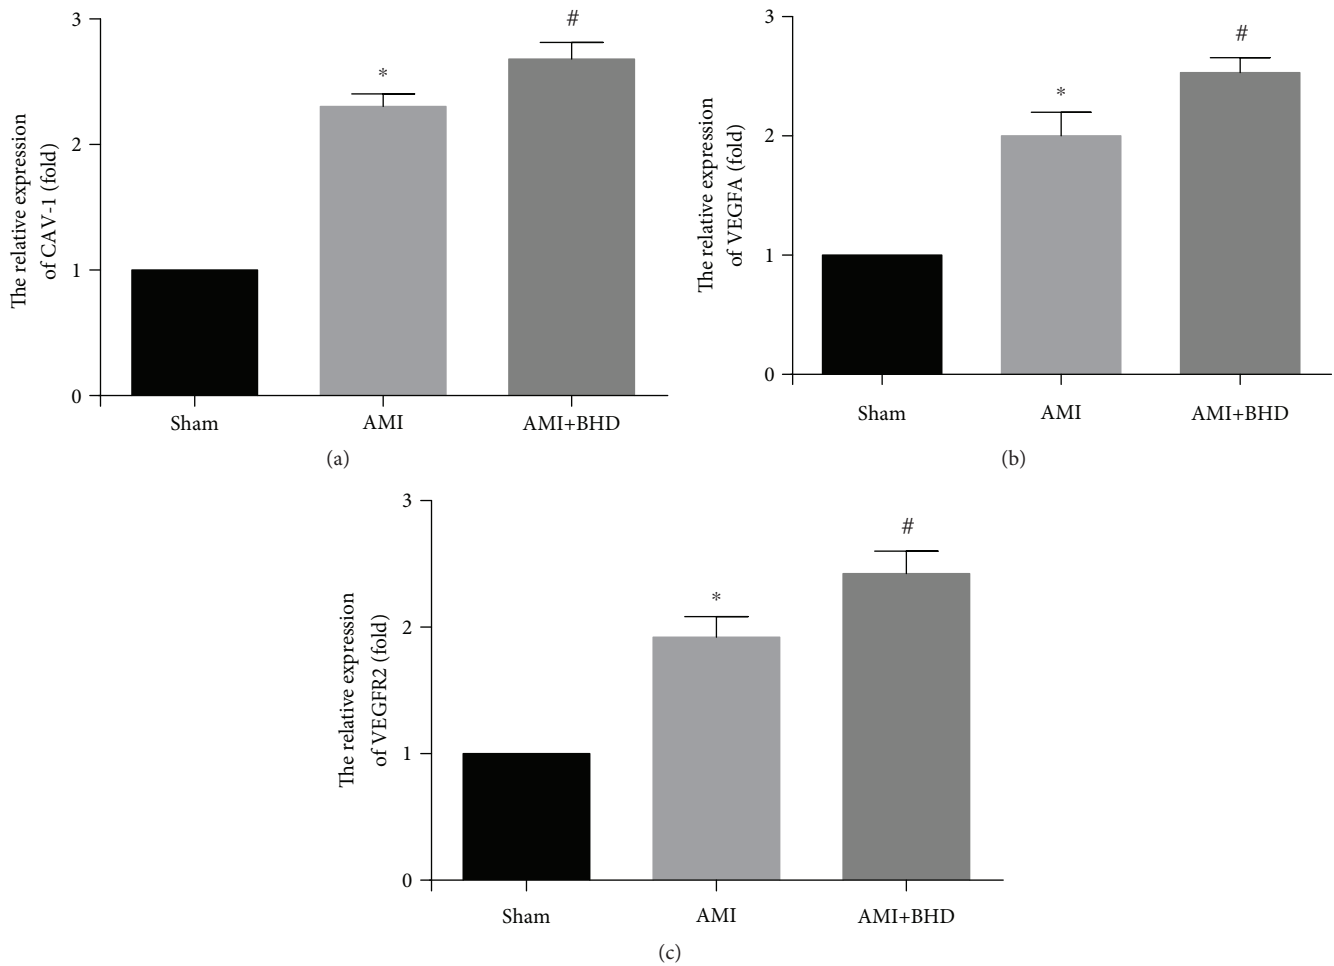 The relative expression
of CAV-1 (fold)
3
2
1
0
*
#
Sham
AMI
AMI+BHD
(a)
The relative expression
of VEGFA (fold)
3
2
1
0
*
#
Sham
AMI
AMI+BHD
(b)
The relative expression
of VEGFR2 (fold)
3
2
1
0
*
#
Sham
AMI
AMI+BHD
(c)